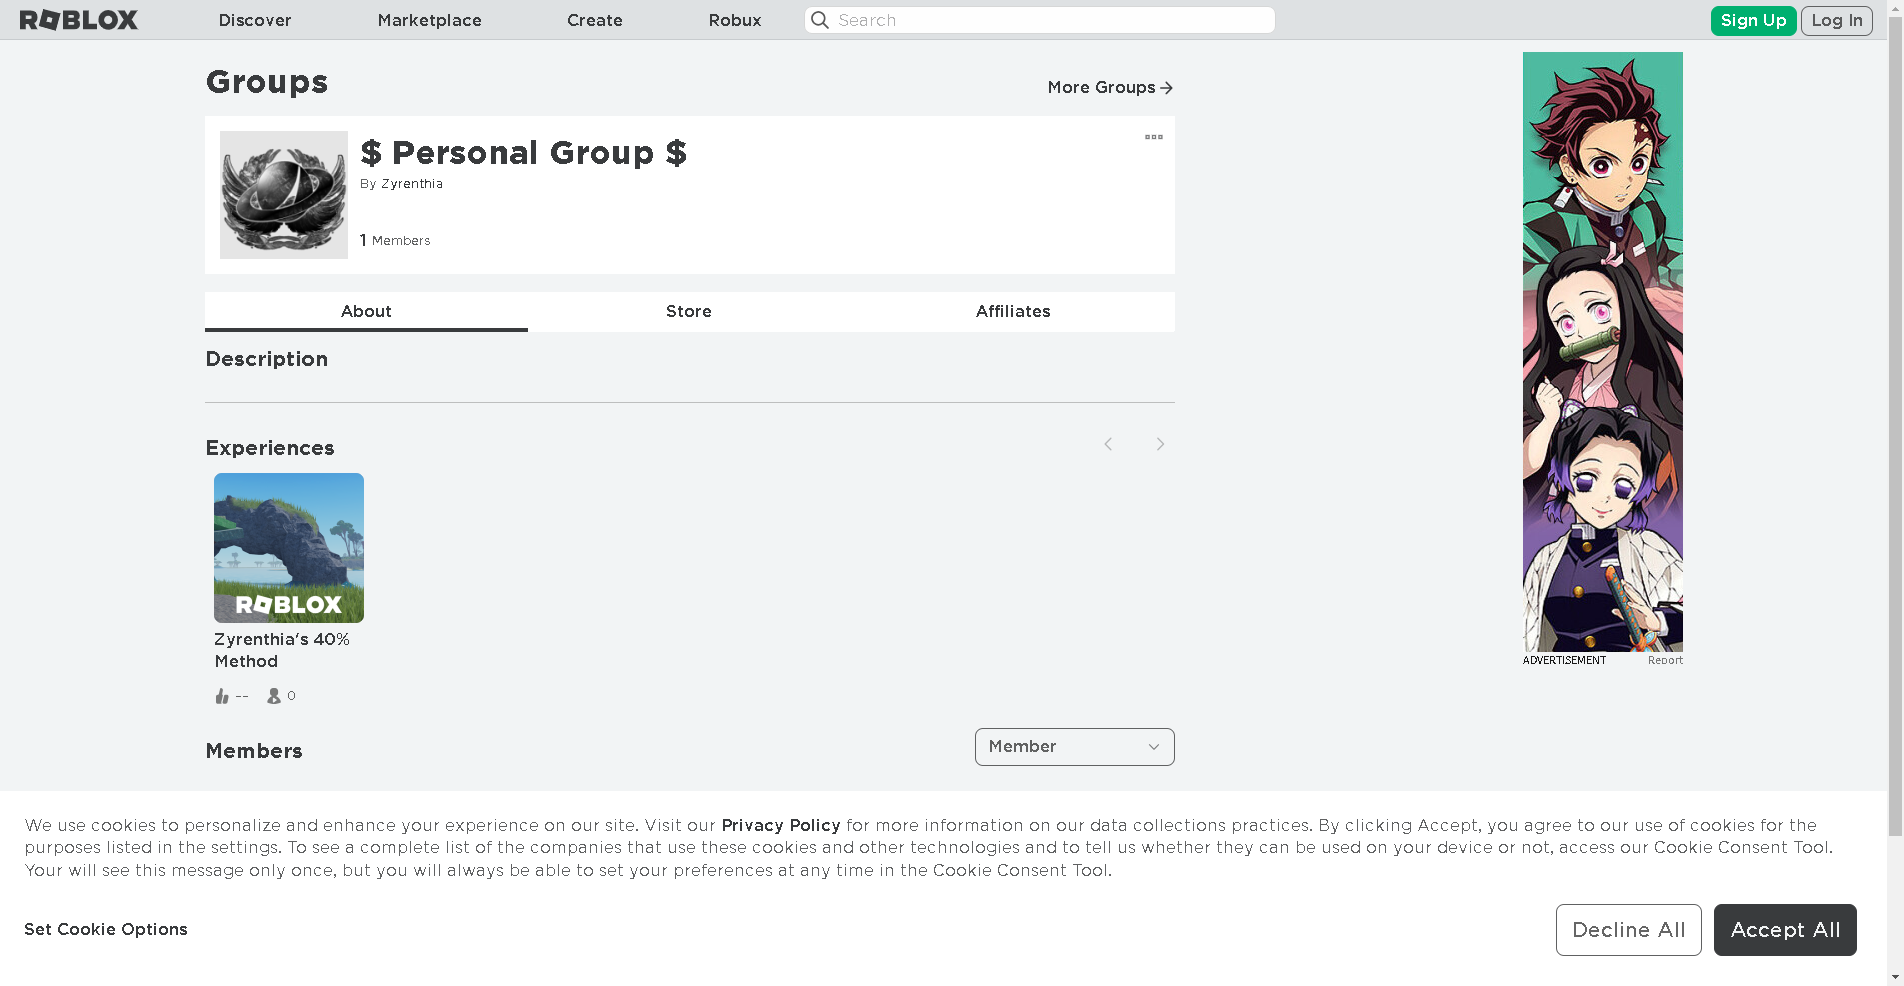 ROBLOX
Discover
Marketplace
Create
Robux
Search
Sign Up
Log In
Groups
More Groups
$ Personal Group $
By Zyrenthia
1 Members
About
Store
Affiliates
Description
Experiences
ROBLOX
Zyrenthia's 40%
Method
--
0
ADVERTISEMENT
Report
Members
Member
We use cookies to personalize and enhance your experience on our site. Visit our Privacy Policy for more information on our data collections practices. By clicking Accept, you agree to our use of cookies for the
purposes listed in the settings. To see a complete list of the companies that use these cookies and other technologies and to tell us whether they can be used on your device or not, access our Cookie Consent Tool.
Your will see this message only once, but you will always be able to set your preferences at any time in the Cookie Consent Tool.
Set Cookie Options
Decline All
Accept All